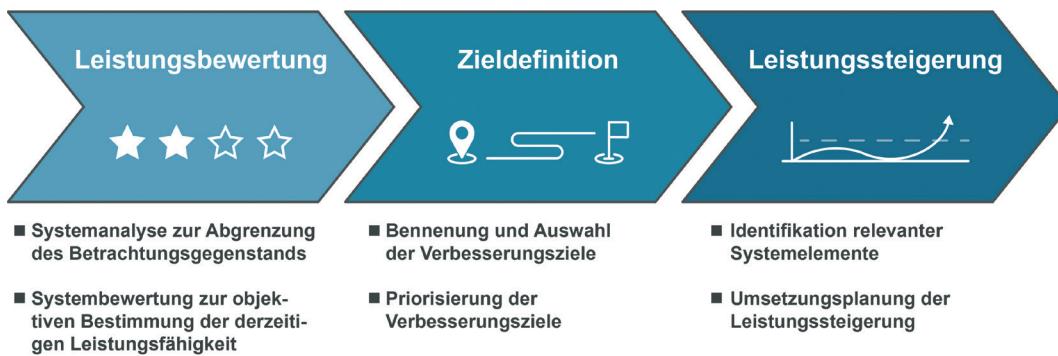 Leistungsbewertung
Zieldefinition
Leistungssteigerung
■ Systemanalyse zur Abgrenzung
des Betrachtungsgegenstands
■ Systembewertung zur objek-
tiven Bestimmung der derzeiti-
gen Leistungsfähigkeit
■ Bennenung und Auswahl
der Verbesserungsziele
■ Priorisierung der
Verbesserungsziele
■ Identifikation relevanter
Systemelemente
■ Umsetzungsplanung der
Leistungssteigerung